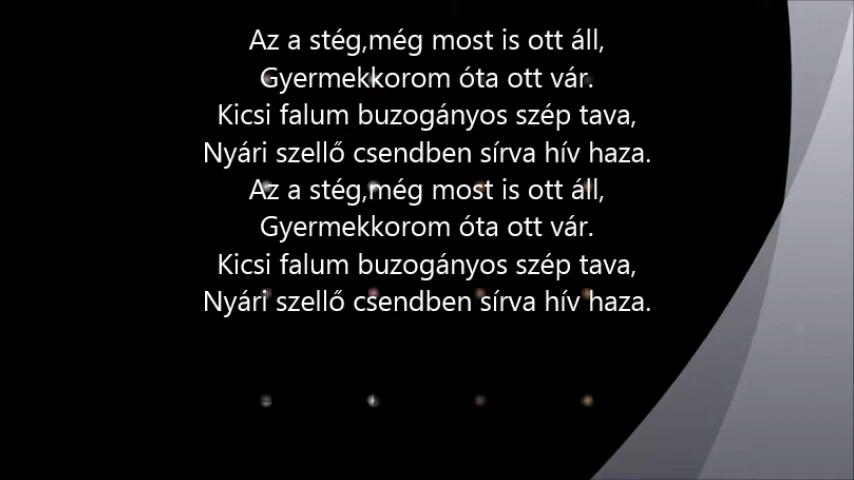 Az a stég,még most is ott áll,
Gyermekkorom óta ott vár.
Kicsi falum buzogányos szép tava,
Nyári szellő csendben sírva hív haza.
Az a stég,még most is ott áll,
Gyermekkorom óta ott vár.
Kicsi falum buzogányos szép tava,
Nyári szellő csendben sírva hív haza.